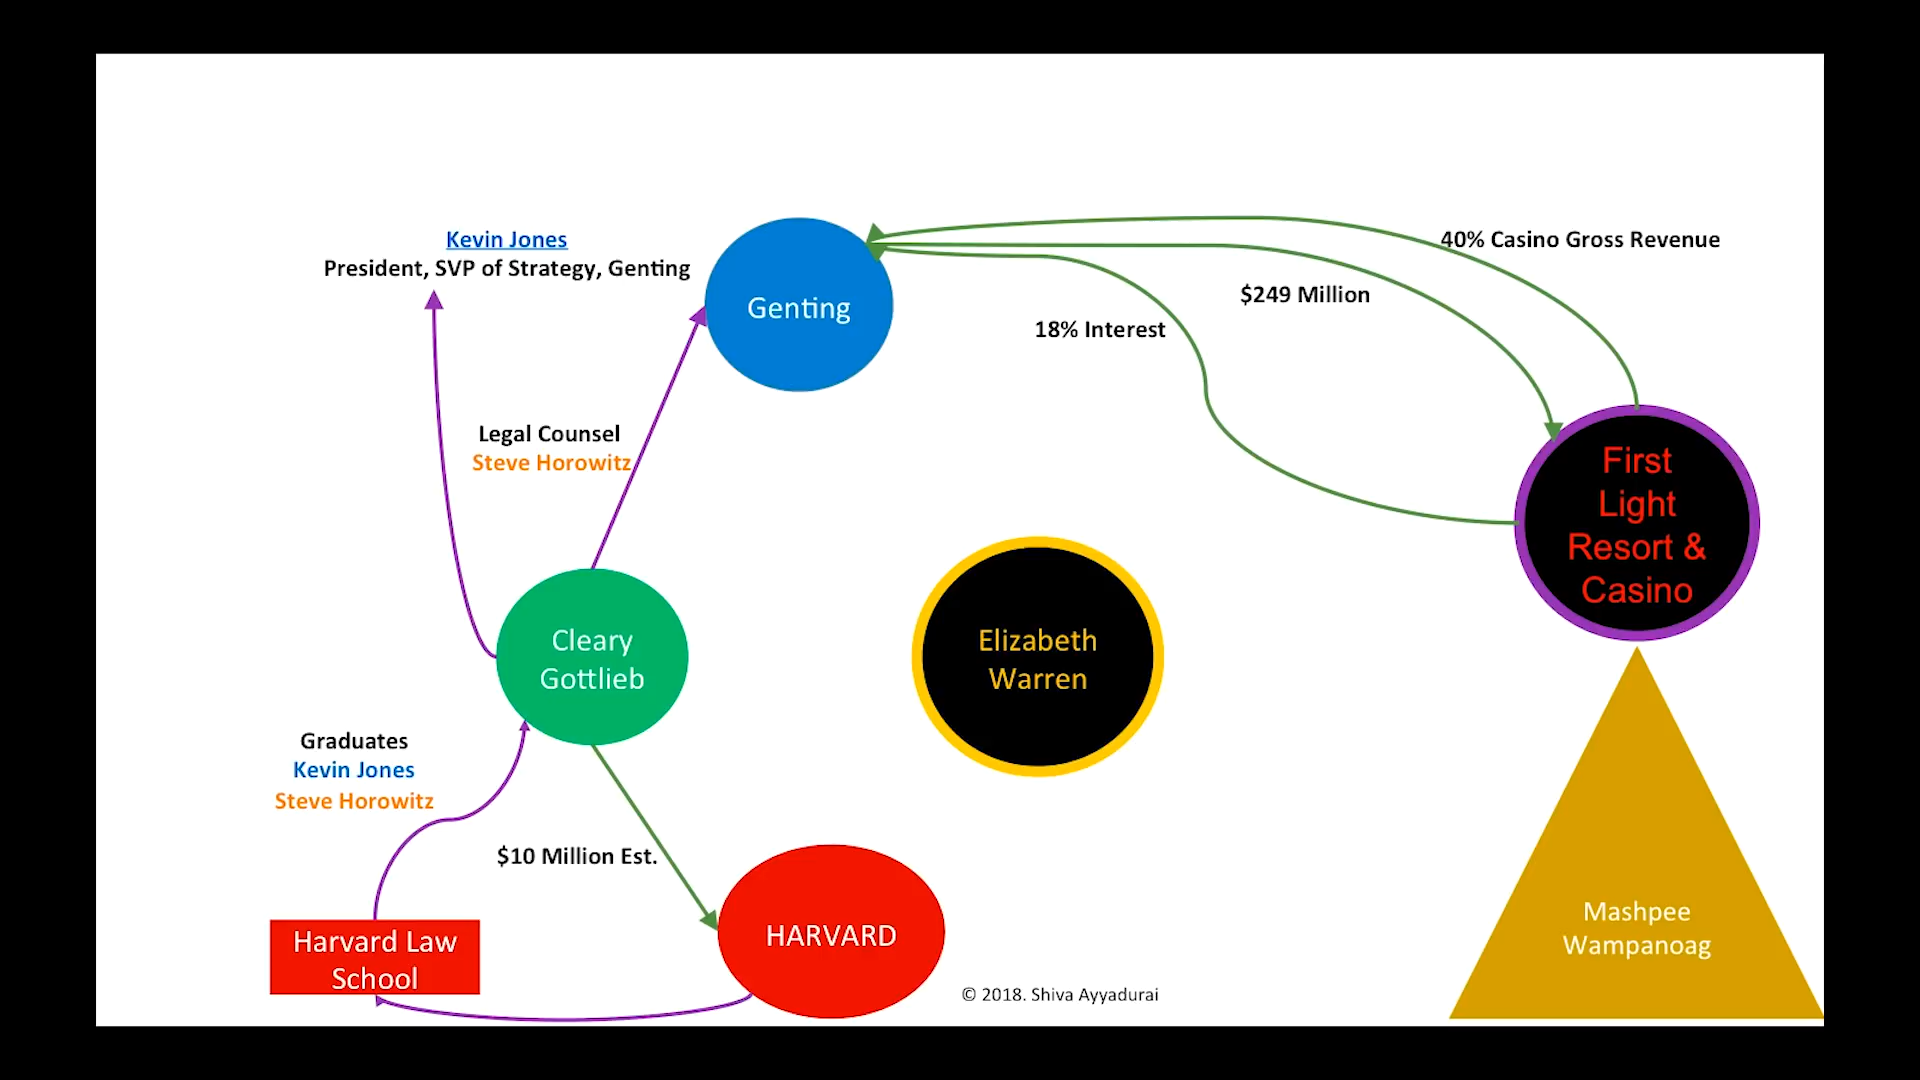 Kevin Jones
President, SVP of Strategy, Genting
Genting
40% Casino Gross Revenue
$249 Million
18% Interest
Legal Counsel
Steve Horowitz
First
Light
Resort &
Casino
Cleary
Gottlieb
Elizabeth
Warren
Graduates
Kevin Jones
Steve Horowitz
$10 Million Est.
HARVARD
Harvard Law
School
Mashpee
Wampanoag
© 2018. Shiva Ayyadurai